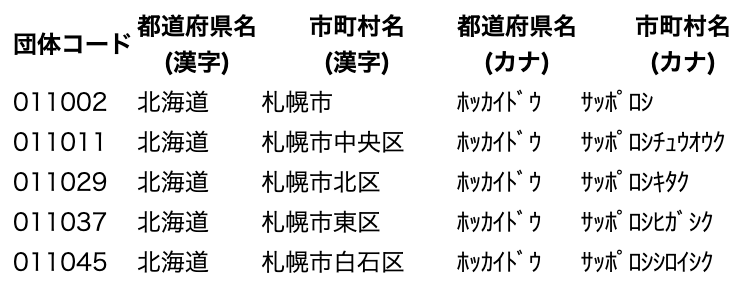 団体コード 都道府県名(漢字) 市町村名(漢字) 都道府県名(カナ) 市町村名(カナ)
011002 北海道 札幌市 ﾎｯｶｲﾄﾞｳ ｻｯﾎﾟﾛｼ
011011 北海道 札幌市中央区 ﾎｯｶｲﾄﾞｳ ｻｯﾎﾟﾛｼﾁｭｳｵｳｸ
011029 北海道 札幌市北区 ﾎｯｶｲﾄﾞｳ ｻｯﾎﾟﾛｼｷﾀｸ
011037 北海道 札幌市東区 ﾎｯｶｲﾄﾞｳ ｻｯﾎﾟﾛｼﾋｶﾞｼｸ
011045 北海道 札幌市白石区 ﾎｯｶｲﾄﾞｳ ｻｯﾎﾟﾛｼｼﾛｲｼｸ